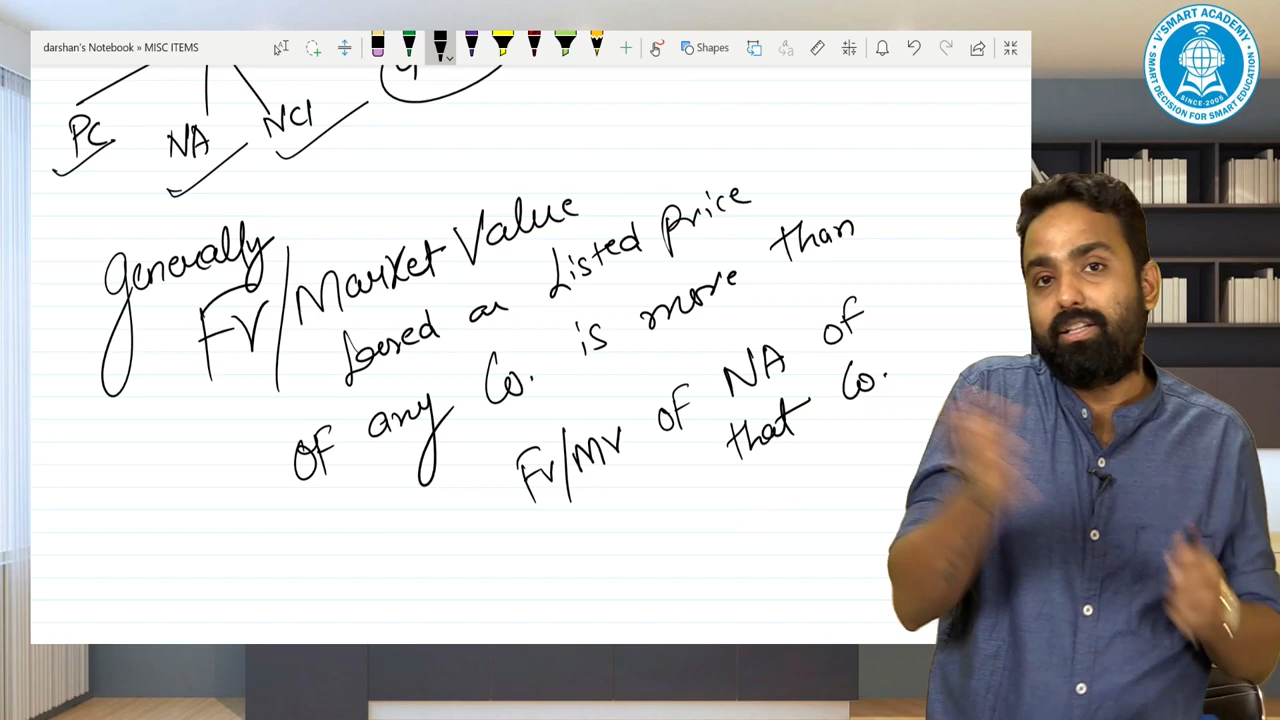 darshan's Notebook » MISC ITEMS
Shapes
PC
NA
NCI
Generally
FV/Market Value
based on Listed price
of any Co. is more than
FV/MV of NA of
that Co.
V'SMART ACADEMY
SMART DECISION FOR SMART EDUCATION
SINCE-2005